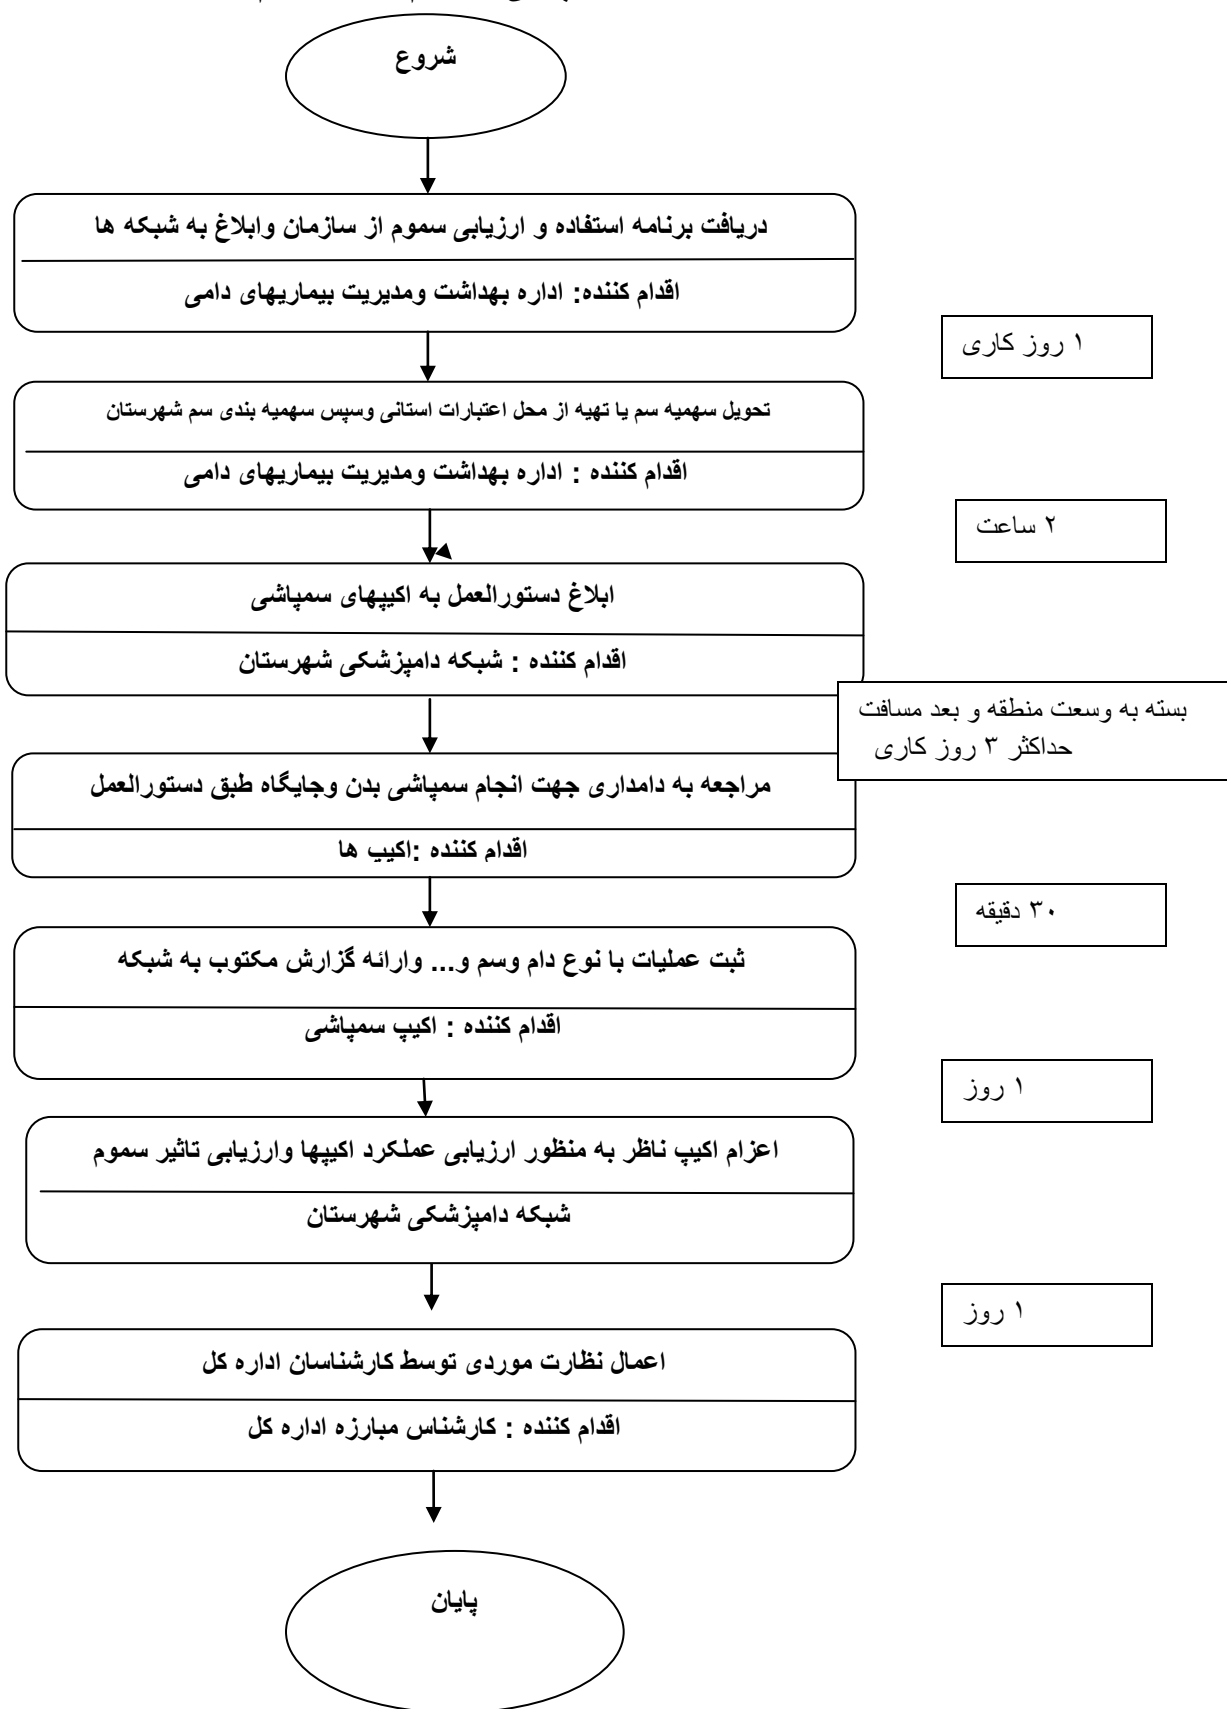 شروع
دریافت برنامه استفاده و ارزیابی سموم از سازمان وابلاغ به شبکه ها
اقدام کننده: اداره بهداشت ومدیریت بیماریهای دامی
۱ روز کاری
تحویل سهمیه سم یا تهیه از محل اعتبارات استانی وسپس سهمیه بندی سم شهرستان
اقدام کننده : اداره بهداشت ومدیریت بیماریهای دامی
۲ ساعت
ابلاغ دستورالعمل به اکیپهای سمپاشی
اقدام کننده : شبکه دامپزشکی شهرستان
بسته به وسعت منطقه و بعد مسافت
حداکثر ۳ روز کاری
مراجعه به دامداری جهت انجام سمپاشی بدن وجایگاه طبق دستورالعمل
اقدام کننده :اکیپ ها
۳۰ دقیقه
ثبت عملیات با نوع دام وسم و... وارائه گزارش مکتوب به شبکه
اقدام کننده : اکیپ سمپاشی
۱ روز
اعزام اکیپ ناظر به منظور ارزیابی عملکرد اکیپها وارزیابی تاثیر سموم
شبکه دامپزشکی شهرستان
۱ روز
اعمال نظارت موردی توسط کارشناسان اداره کل
اقدام کننده : کارشناس مبارزه اداره کل
پایان